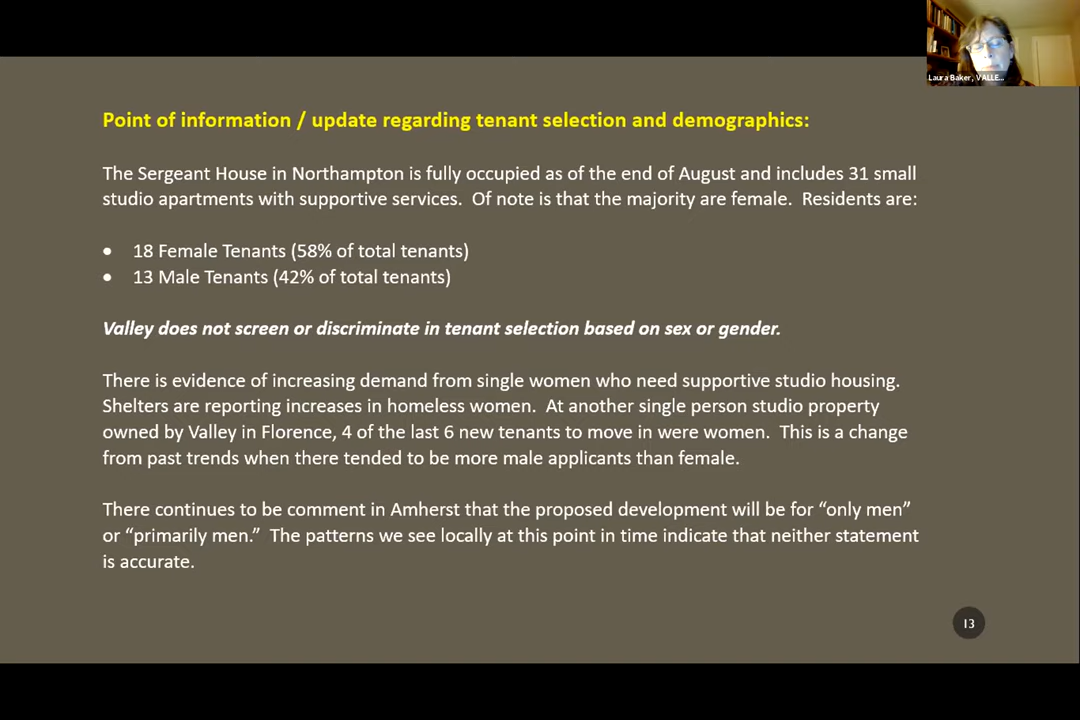 Laura Baker, VALLE...
Point of information / update regarding tenant selection and demographics:
The Sergeant House in Northampton is fully occupied as of the end of August and includes 31 small
studio apartments with supportive services.  Of note is that the majority are female.  Residents are:
• 18 Female Tenants (58% of total tenants)
• 13 Male Tenants (42% of total tenants)
Valley does not screen or discriminate in tenant selection based on sex or gender.
There is evidence of increasing demand from single women who need supportive studio housing.
Shelters are reporting increases in homeless women.  At another single person studio property
owned by Valley in Florence, 4 of the last 6 new tenants to move in were women.  This is a change
from past trends when there tended to be more male applicants than female.
There continues to be comment in Amherst that the proposed development will be for “only men”
or “primarily men.”  The patterns we see locally at this point in time indicate that neither statement
is accurate.
13